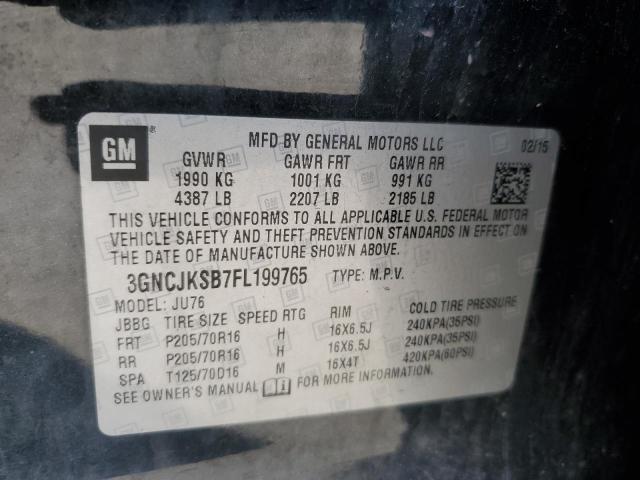 GM
MFD BY GENERAL MOTORS LLC 02/15
GVWR GAWR FRT GAWR RR
1990 KG 1001 KG 991 KG
4387 LB 2207 LB 2185 LB
THIS VEHICLE CONFORMS TO ALL APPLICABLE U.S. FEDERAL MOTOR
VEHICLE SAFETY AND THEFT PREVENTION STANDARDS IN EFFECT ON
THE DATE OF MANUFACTURE SHOWN ABOVE.
3GNCJKSB7FL199765 TYPE: M.P.V.
MODEL: JU76
JBBG TIRE SIZE SPEED RTG RIM COLD TIRE PRESSURE
FRT P205/70R16 H 16X6.5J 240KPA(35PSI)
RR P205/70R16 H 16X6.5J 240KPA(35PSI)
SPA T125/70D16 M 16X4T 420KPA(60PSI)
SEE OWNER'S MANUAL FOR MORE INFORMATION.